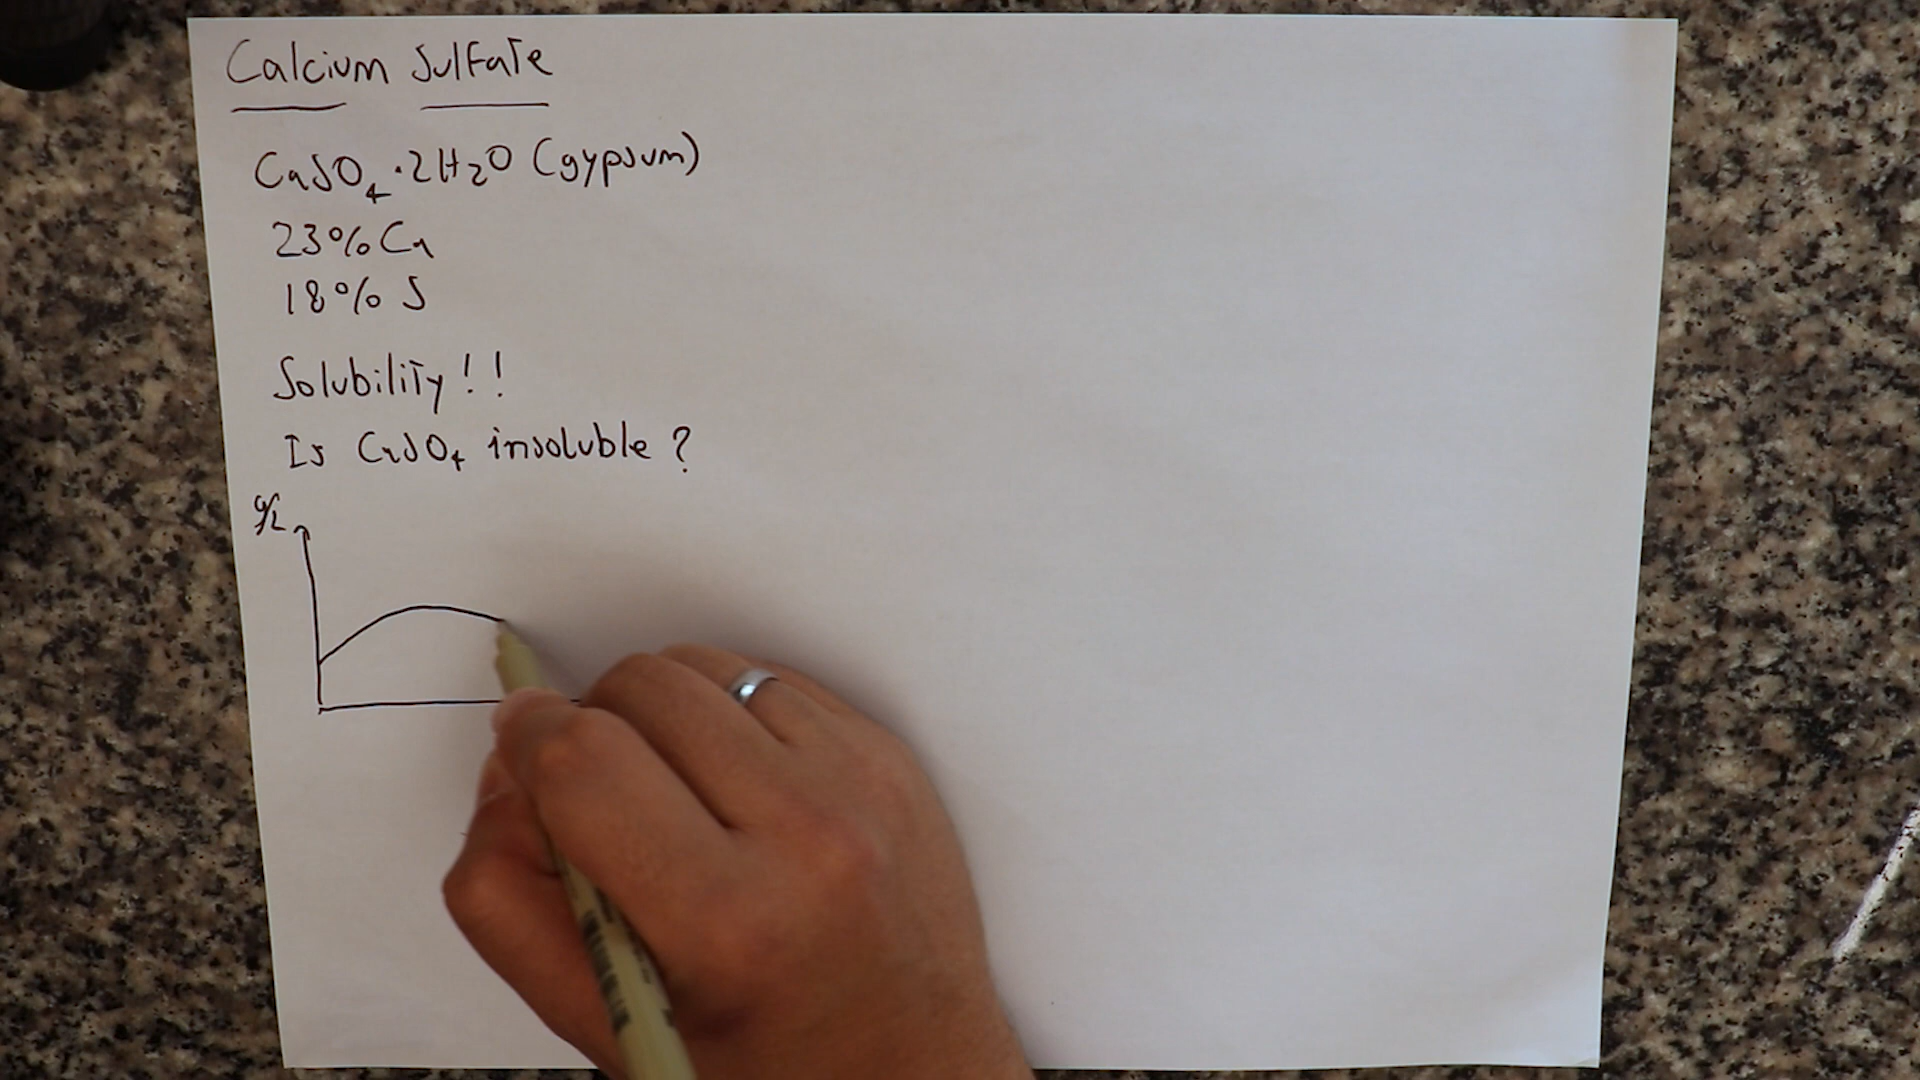 Calcium Sulfate
CaSO₄·2H₂O (gypsum)
23% Ca
18% S
Solubility!!
Is CaSO₄ insoluble?
g/L